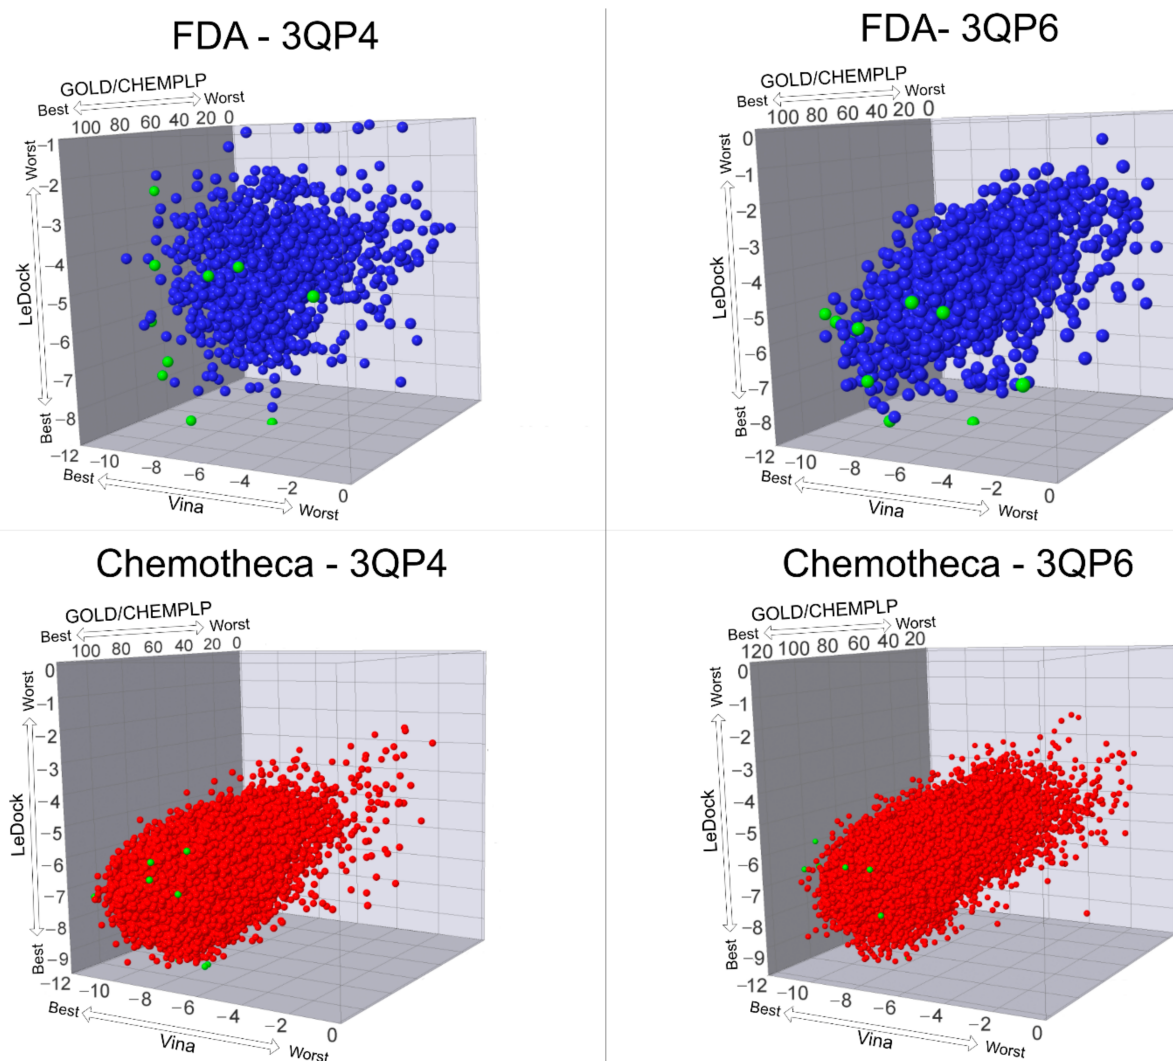 FDA - 3QP4
GOLD/CHEMPLP
Best Worst
100 80 60 40 20 0
Worst
LeDock
Best
−1
−2
−3
−4
−5
−6
−7
−8
−12 −10 −8 −6 −4 −2 0
Best Vina Worst
FDA- 3QP6
GOLD/CHEMPLP
Best Worst
100 80 60 40 20 0
Worst
LeDock
Best
0
−1
−2
−3
−4
−5
−6
−7
−8
−12 −10 −8 −6 −4 −2 0
Best Vina Worst
Chemotheca - 3QP4
GOLD/CHEMPLP
Best Worst
100 80 60 40 20 0
Worst
LeDock
Best
0
−1
−2
−3
−4
−5
−6
−7
−8
−9
−12 −10 −8 −6 −4 −2 0
Best Vina Worst
Chemotheca - 3QP6
GOLD/CHEMPLP
Best Worst
120 100 80 60 40 20
Worst
LeDock
Best
0
−1
−2
−3
−4
−5
−6
−7
−8
−9
−12 −10 −8 −6 −4 −2 0
Best Vina Worst